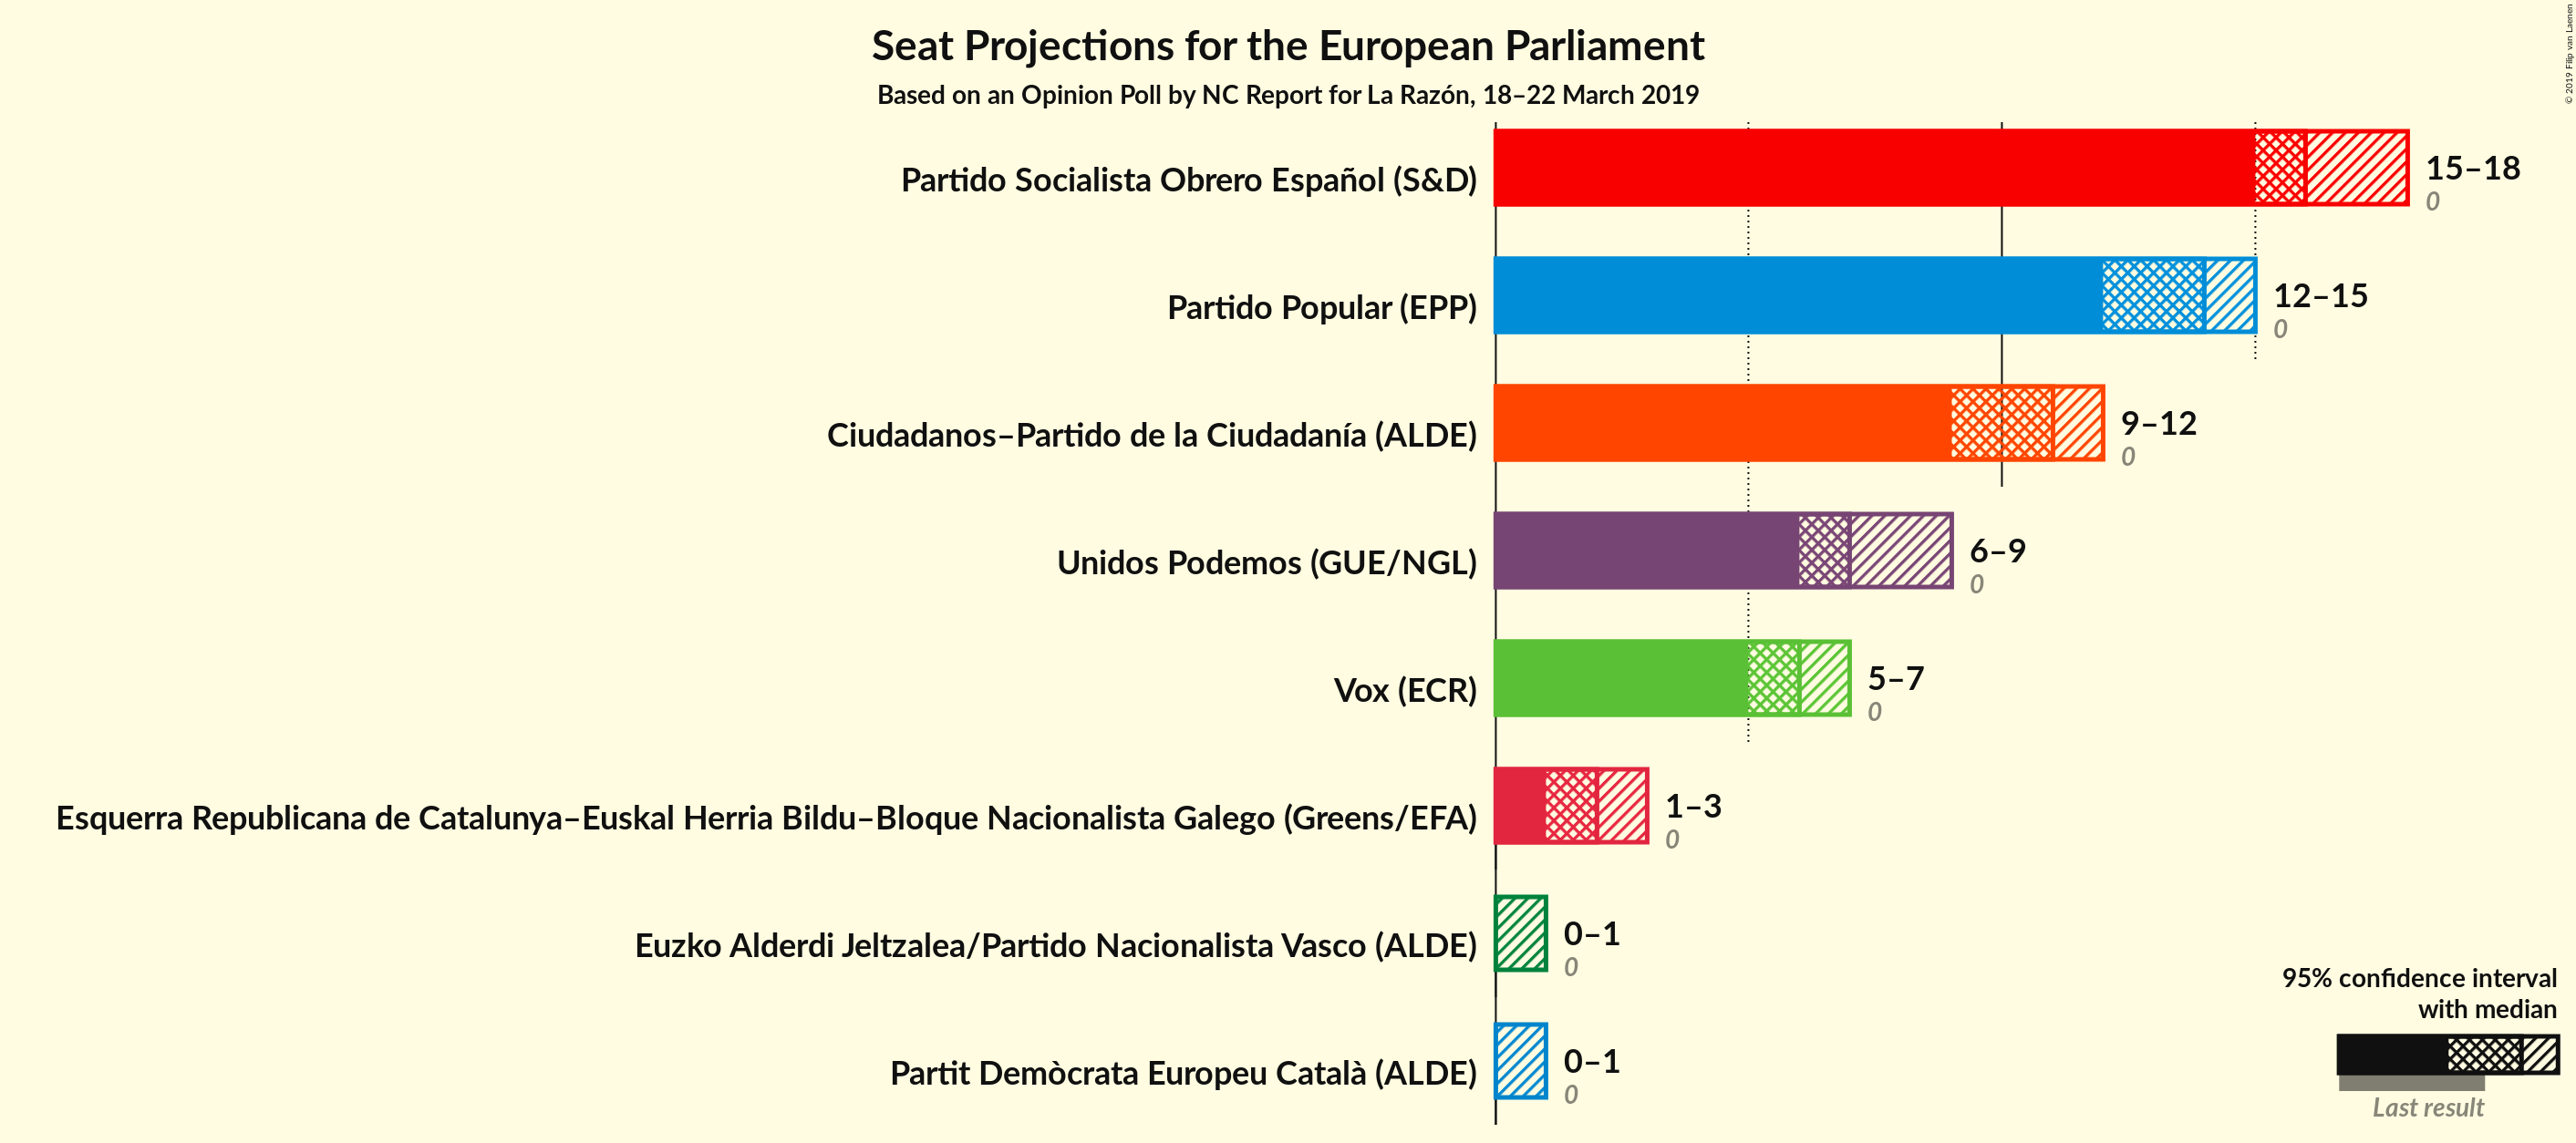 Seat Projections for the European Parliament
Based on an Opinion Poll by NC Report for La Razón, 18–22 March 2019
© 2019 Filip van Laenen
Partido Socialista Obrero Español (S&D)
15–18
0
Partido Popular (EPP)
12–15
0
Ciudadanos–Partido de la Ciudadanía (ALDE)
9–12
0
Unidos Podemos (GUE/NGL)
6–9
0
Vox (ECR)
5–7
0
Esquerra Republicana de Catalunya–Euskal Herria Bildu–Bloque Nacionalista Galego (Greens/EFA)
1–3
0
Euzko Alderdi Jeltzalea/Partido Nacionalista Vasco (ALDE)
0–1
0
Partit Demòcrata Europeu Català (ALDE)
0–1
0
95% confidence interval
with median
Last result